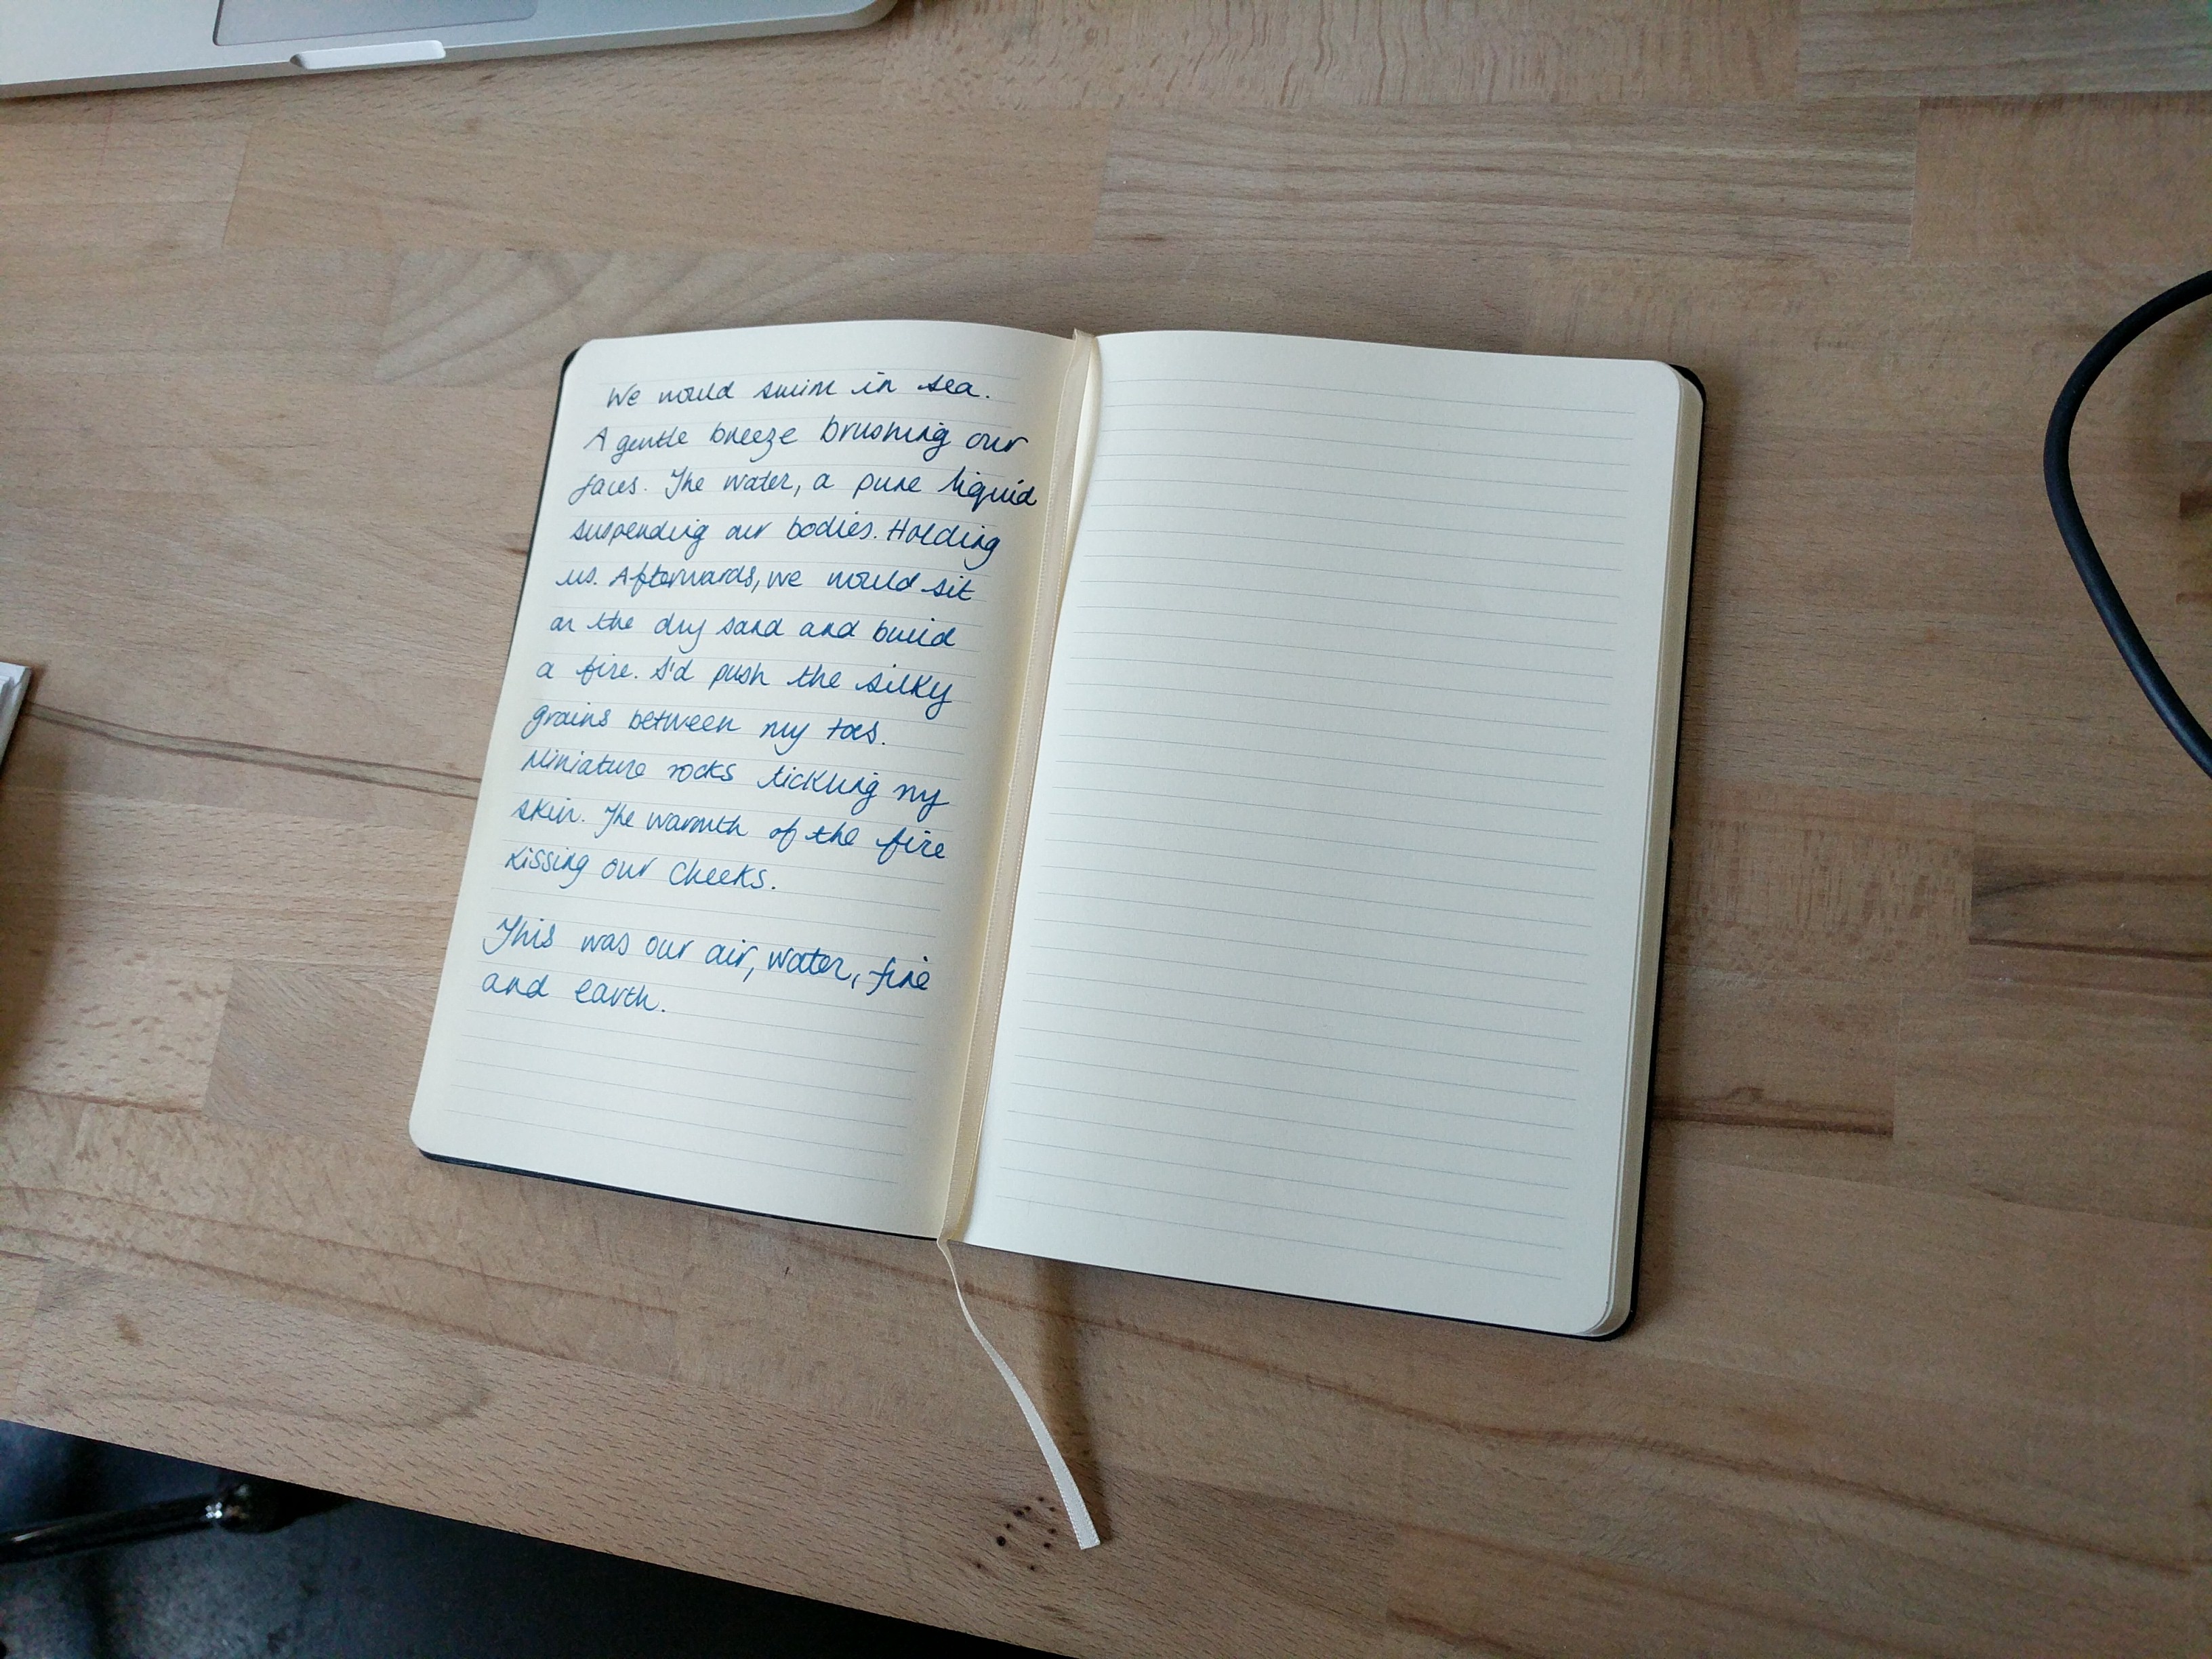 We would swim in sea.
A gentle breeze brushing our
faces. The water, a pure liquid
suspending our bodies. Holding
us. Afterwards, we would sit
on the dry sand and build
a fire. I'd push the silky
grains between my toes.
Miniature rocks tickling my
skin. The warmth of the fire
kissing our cheeks.
This was our air, water, fire
and earth.